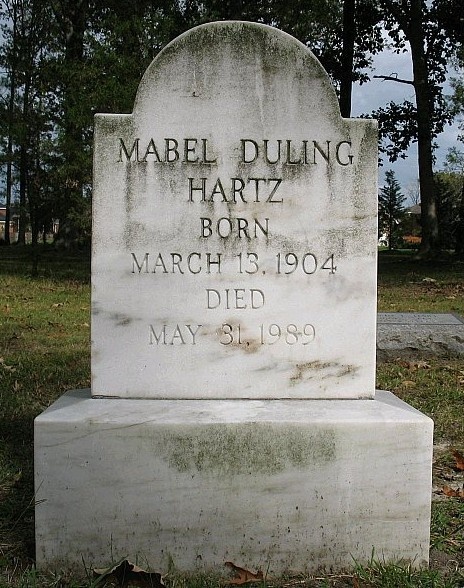 MABEL DULING
HARTZ
BORN
MARCH 13, 1904
DIED
MAY 31, 1989